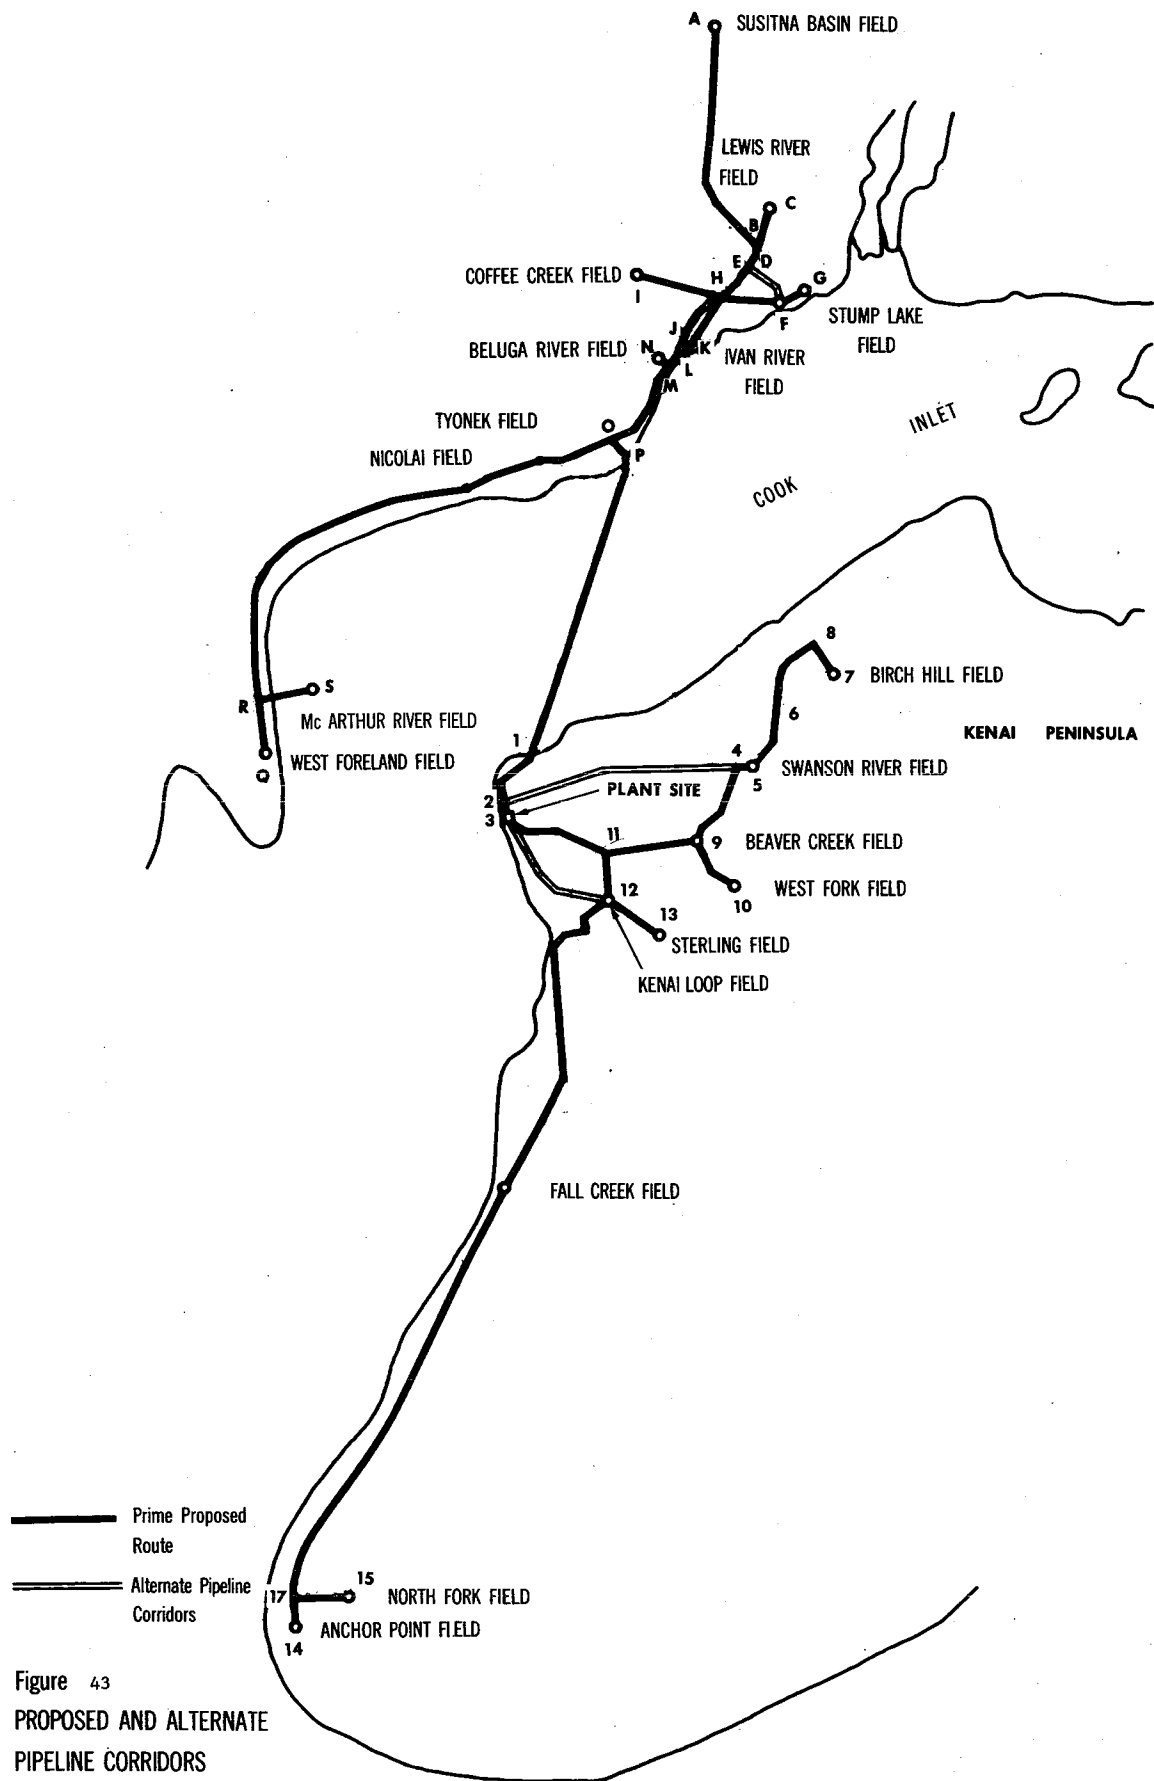 A
SUSITNA BASIN FIELD
LEWIS RIVER
FIELD
C
B
E
D
COFFEE CREEK FIELD
I
H
G
F
STUMP LAKE
FIELD
J
K
N
BELUGA RIVER FIELD
L
M
IVAN RIVER
FIELD
TYONEK FIELD
O
NICOLAI FIELD
P
COOK
INLET
8
7
BIRCH HILL FIELD
6
KENAI PENINSULA
S
R
Mc ARTHUR RIVER FIELD
WEST FORELAND FIELD
Q
1
4
5
SWANSON RIVER FIELD
2
3
PLANT SITE
11
9
BEAVER CREEK FIELD
10
WEST FORK FIELD
12
13
STERLING FIELD
KENAI LOOP FIELD
FALL CREEK FIELD
Prime Proposed
Route
Alternate Pipeline
Corridors
17
15
NORTH FORK FIELD
14
ANCHOR POINT FIELD
Figure 43
PROPOSED AND ALTERNATE
PIPELINE CORRIDORS